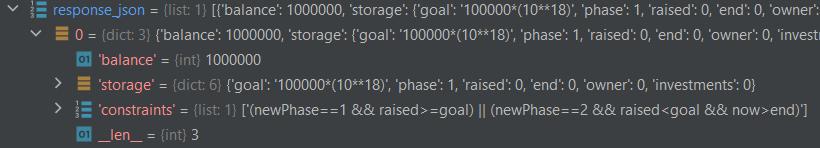 response_json = {list: 1} [{'balance': 1000000, 'storage': {'goal': '100000*(10**18)', 'phase': 1, 'raised': 0, 'end': 0, 'owner':
0 = {dict: 3} {'balance': 1000000, 'storage': {'goal': '100000*(10**18)', 'phase': 1, 'raised': 0, 'end': 0, 'owner': 0, 'investm
01 'balance' = {int} 1000000
'storage' = {dict: 6} {'goal': '100000*(10**18)', 'phase': 1, 'raised': 0, 'end': 0, 'owner': 0, 'investments': 0}
'constraints' = {list: 1} ['(newPhase==1 && raised>=goal) || (newPhase==2 && raised<goal && now>end)']
01 __len__ = {int} 3